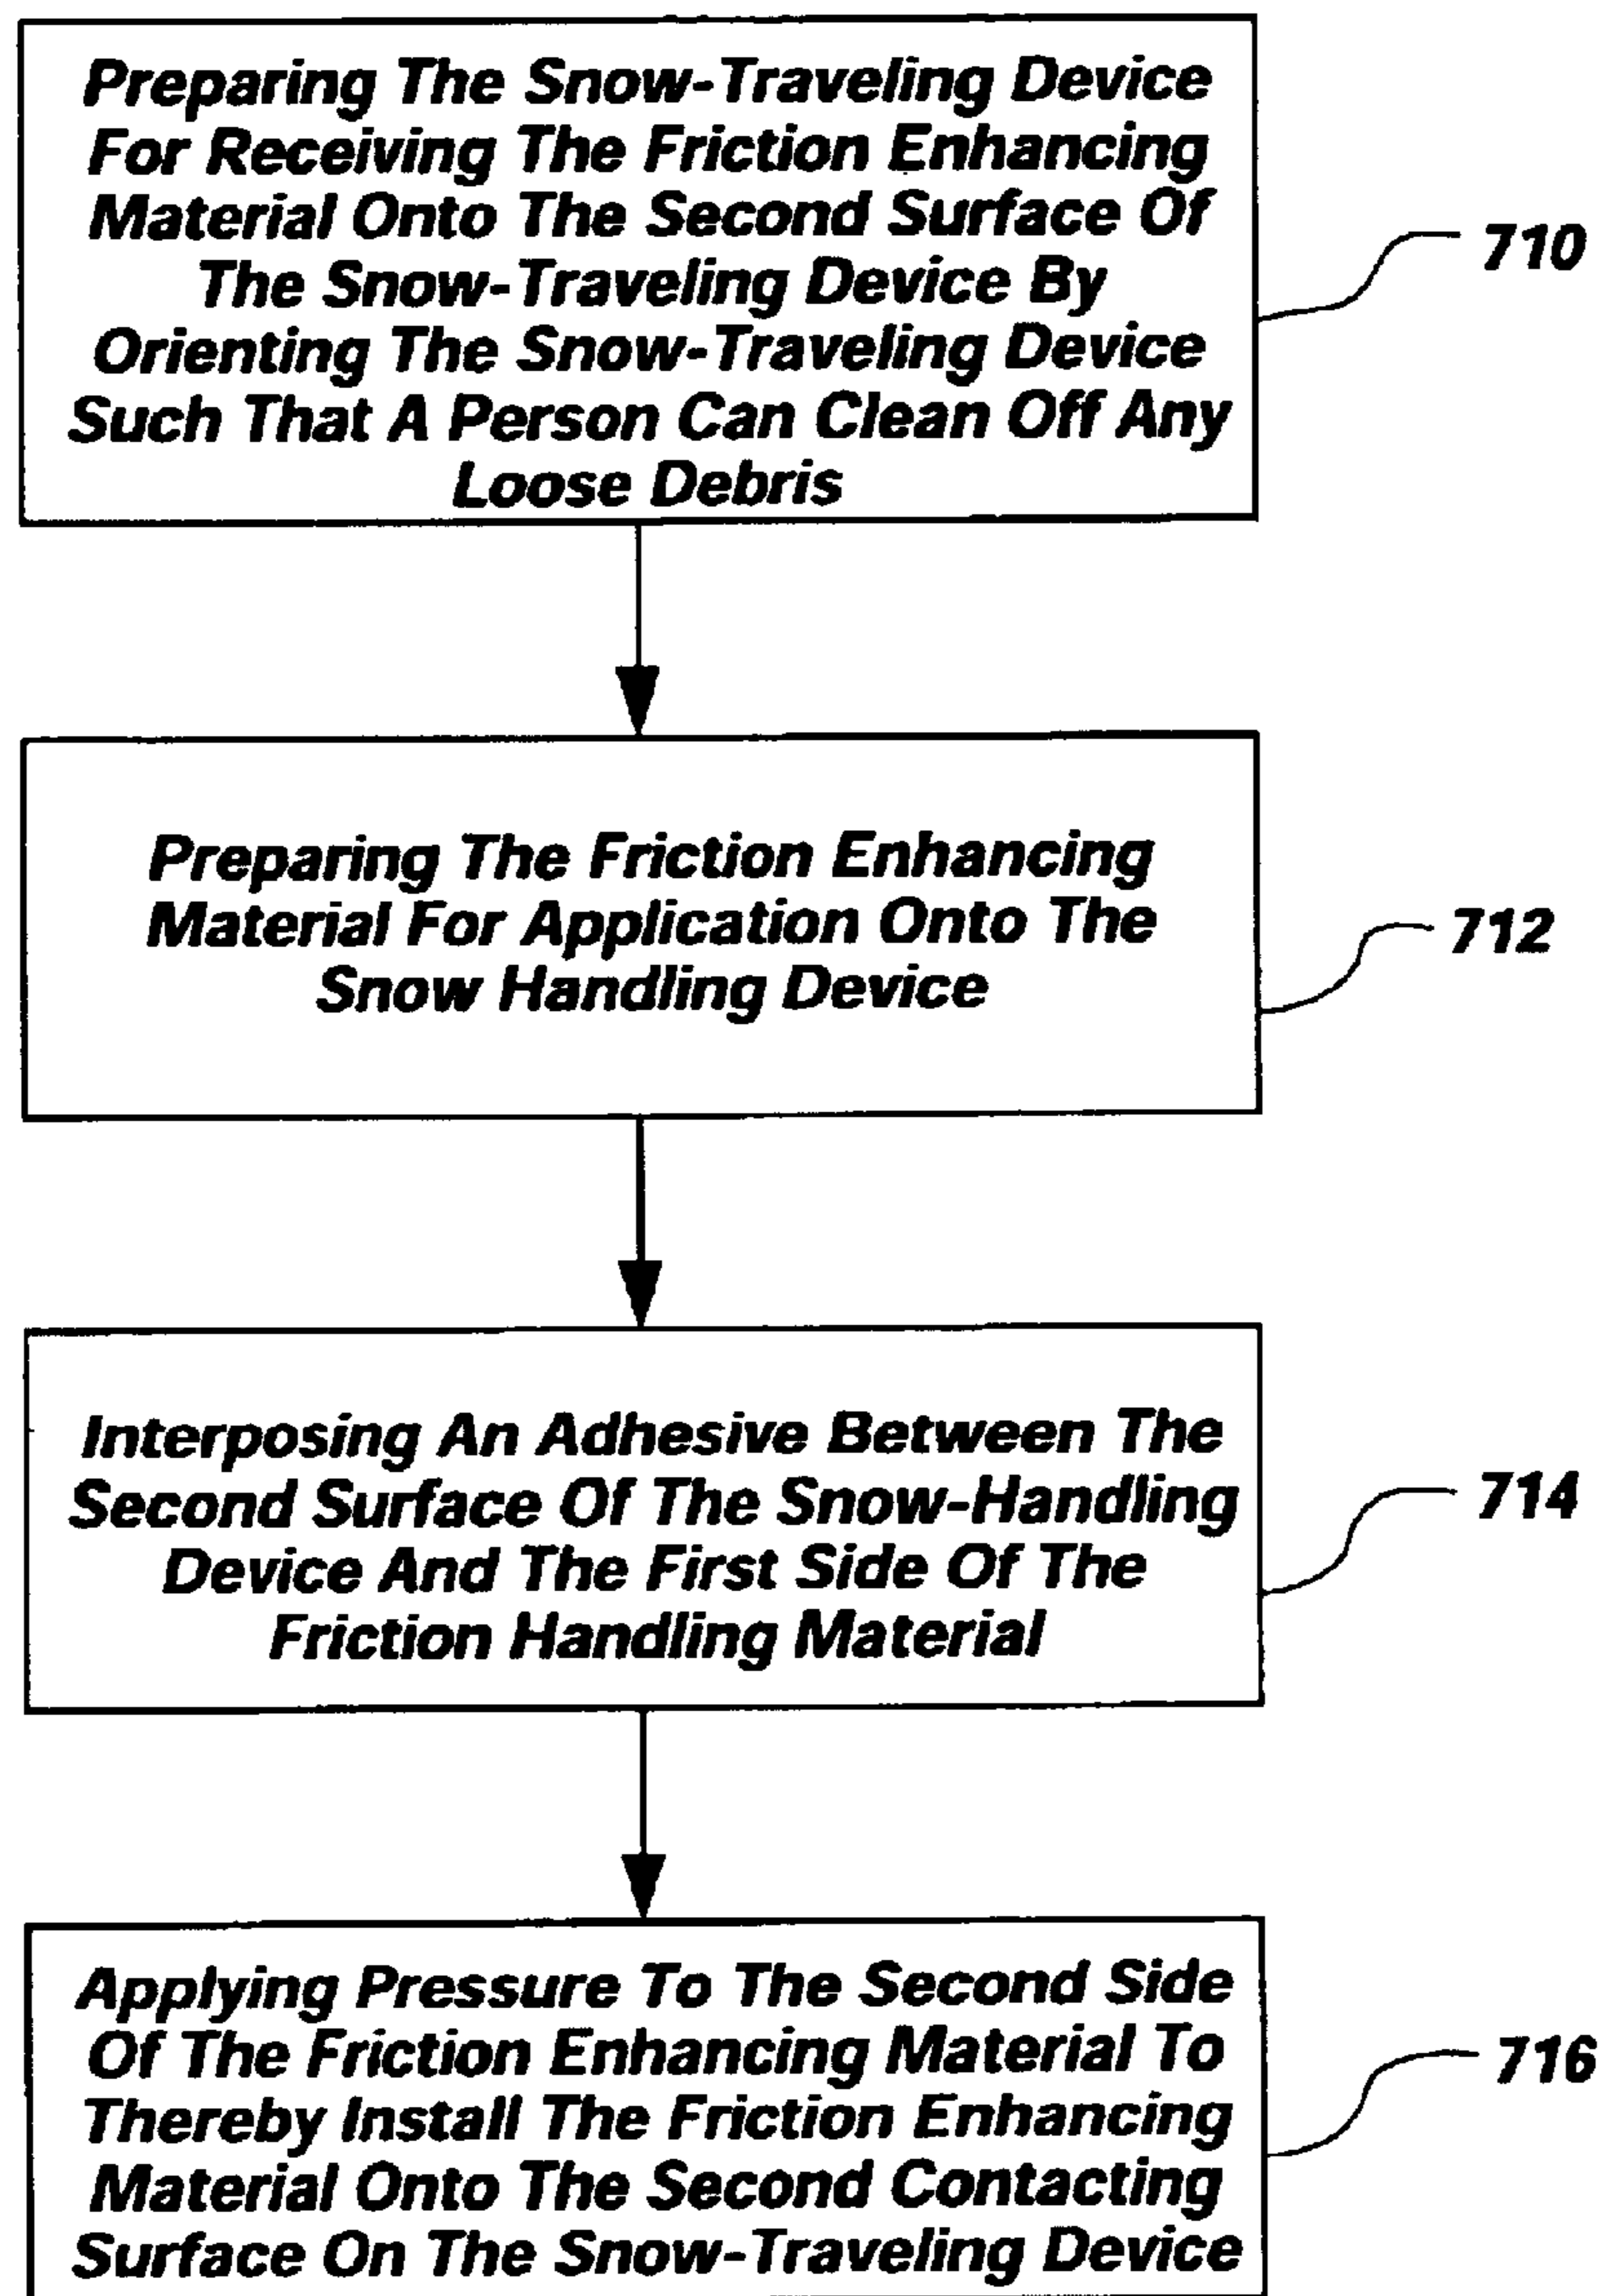 Preparing The Snow-Traveling Device
For Receiving The Friction Enhancing
Material Onto The Second Surface Of
The Snow-Traveling Device By
Orienting The Snow-Traveling Device
Such That A Person Can Clean Off Any
Loose Debris
710
Preparing The Friction Enhancing
Material For Application Onto The
Snow Handling Device
712
Interposing An Adhesive Between The
Second Surface Of The Snow-Handling
Device And The First Side Of The
Friction Handling Material
714
Applying Pressure To The Second Side
Of The Friction Enhancing Material To
Thereby Install The Friction Enhancing
Material Onto The Second Contacting
Surface On The Snow-Traveling Device
716